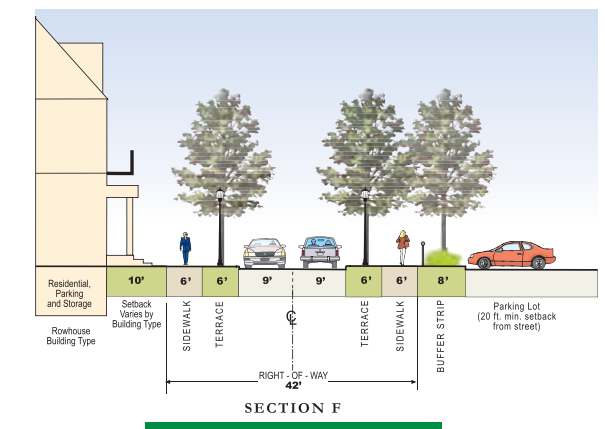 Residential,
Parking
and Storage
10'
6'
6'
9'
9'
6'
6'
8'
Rowhouse
Building Type
Setback
Varies by
Building Type
SIDEWALK
TERRACE
℄
TERRACE
SIDEWALK
BUFFER STRIP
Parking Lot
(20 ft. min. setback
from street)
RIGHT - OF - WAY
42'
SECTION F